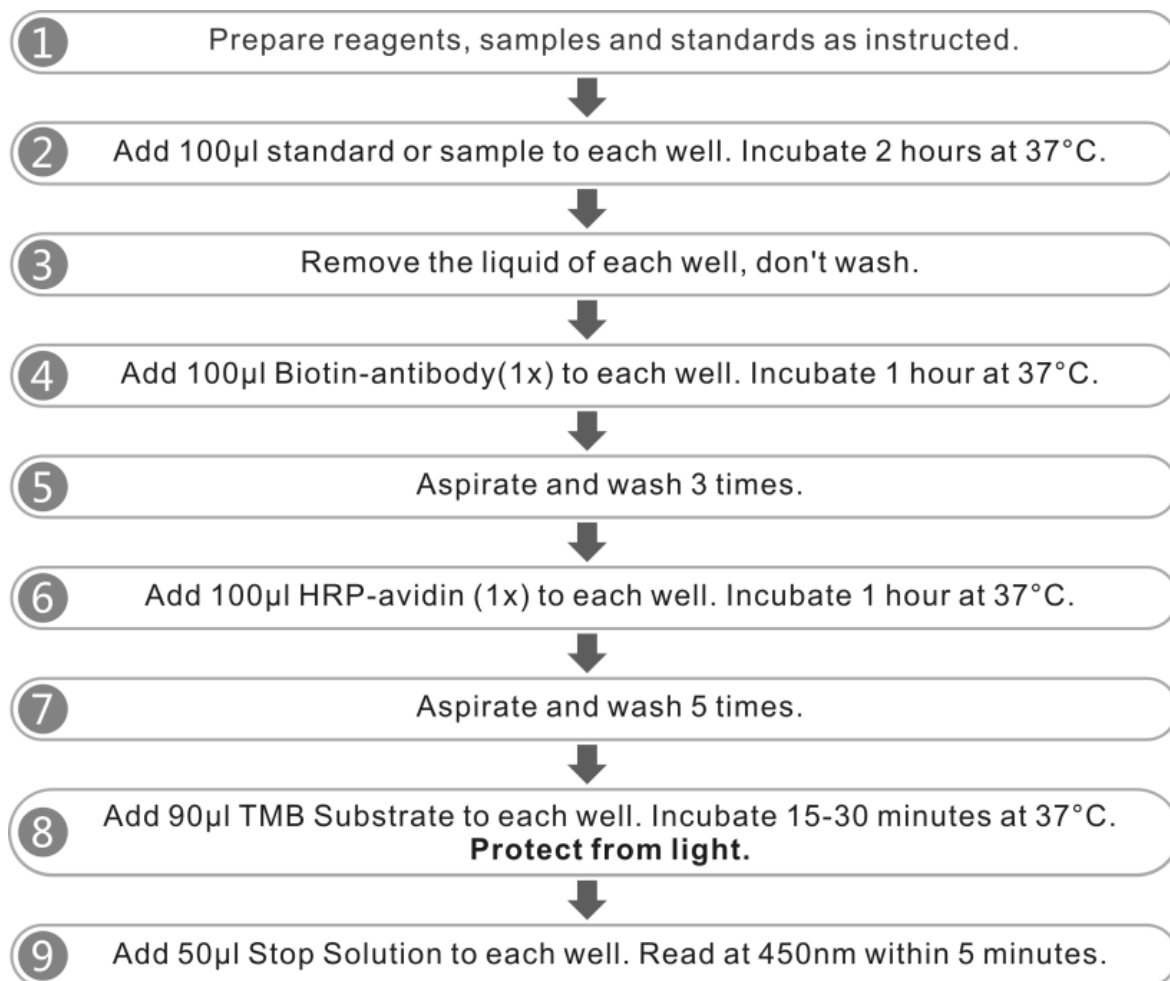 1 Prepare reagents, samples and standards as instructed.
2 Add 100µl standard or sample to each well. Incubate 2 hours at 37°C.
3 Remove the liquid of each well, don't wash.
4 Add 100µl Biotin-antibody(1x) to each well. Incubate 1 hour at 37°C.
5 Aspirate and wash 3 times.
6 Add 100µl HRP-avidin (1x) to each well. Incubate 1 hour at 37°C.
7 Aspirate and wash 5 times.
8 Add 90µl TMB Substrate to each well. Incubate 15-30 minutes at 37°C.
Protect from light.
9 Add 50µl Stop Solution to each well. Read at 450nm within 5 minutes.